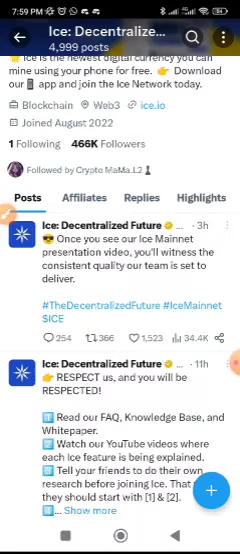 7:59 PM
Ice: Decentralize...
4,999 posts
Ice is the newest digital currency you can
mine using your phone for free. 👉 Download
our📱 app and join the Ice Network today.
Blockchain Web3 ice.io
Joined August 2022
1 Following 466K Followers
Followed by Crypto MaMa.L2
Posts Affiliates Replies Highlights
Ice: Decentralized Future ... · 3h
😎 Once you see our Ice Mainnet
presentation video, you'll witness the
consistent quality our team is set to
deliver.
#TheDecentralizedFuture #IceMainnet
$ICE
254 366 1,523 34.4K
Ice: Decentralized Future ... · 11h
👉 RESPECT us, and you will be
RESPECTED!
1️⃣ Read our FAQ, Knowledge Base, and
Whitepaper.
2️⃣ Watch our YouTube videos where
each Ice feature is being explained.
3️⃣ Tell your friends to do their own
research before joining Ice. That
they should start with [1] & [2].
4️⃣... Show more